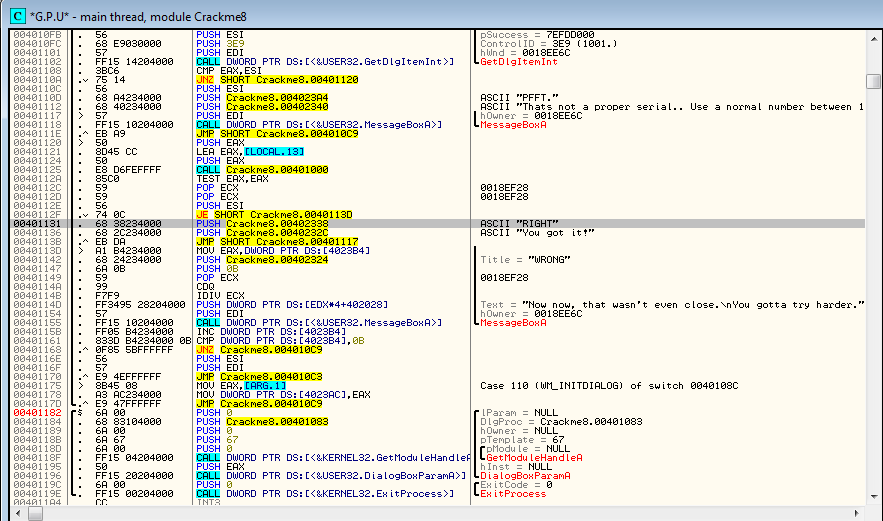 C *G.P.U* - main thread, module Crackme8
004010FB . 56 PUSH ESI pSuccess = 7EFDD000
004010FC . 68 E9030000 PUSH 3E9 ControlID = 3E9 (1001.)
00401101 . 57 PUSH EDI hWnd = 0018EE6C
00401102 . FF15 14204000 CALL DWORD PTR DS:[<&USER32.GetDlgItemInt>] GetDlgItemInt
00401108 . 3BC6 CMP EAX,ESI
0040110A .v 75 14 JNZ SHORT Crackme8.00401120
0040110C . 56 PUSH ESI
0040110D . 68 A4234000 PUSH Crackme8.004023A4 ASCII "PFFT."
00401112 . 68 40234000 PUSH Crackme8.00402340 ASCII "Thats not a proper serial.. Use a normal number between 1
00401117 > 57 PUSH EDI hOwner = 0018EE6C
00401118 . FF15 10204000 CALL DWORD PTR DS:[<&USER32.MessageBoxA>] MessageBoxA
0040111E .^ EB A9 JMP SHORT Crackme8.004010C9
00401120 > 50 PUSH EAX
00401121 . 8D45 CC LEA EAX,[LOCAL.13]
00401124 . 50 PUSH EAX
00401125 . E8 D6FEFFFF CALL Crackme8.00401000
0040112A . 85C0 TEST EAX,EAX
0040112C . 59 POP ECX 0018EF28
0040112D . 59 POP ECX 0018EF28
0040112E . 56 PUSH ESI
0040112F .v 74 0C JE SHORT Crackme8.0040113D
00401131 . 68 38234000 PUSH Crackme8.00402338 ASCII "RIGHT"
00401136 . 68 2C234000 PUSH Crackme8.0040232C ASCII "You got it!"
0040113B .^ EB DA JMP SHORT Crackme8.00401117
0040113D > A1 B4234000 MOV EAX,DWORD PTR DS:[4023B4]
00401142 . 68 24234000 PUSH Crackme8.00402324 Title = "WRONG"
00401147 . 6A 0B PUSH 0B
00401149 . 59 POP ECX 0018EF28
0040114A . 99 CDQ
0040114B . F7F9 IDIV ECX
0040114D . FF3495 28204000 PUSH DWORD PTR DS:[EDX*4+402028] Text = "Now now, that wasn't even close.\nYou gotta try harder."
00401154 . 57 PUSH EDI hOwner = 0018EE6C
00401155 . FF15 10204000 CALL DWORD PTR DS:[<&USER32.MessageBoxA>] MessageBoxA
0040115B . FF05 B4234000 INC DWORD PTR DS:[4023B4]
00401161 . 833D B4234000 0B CMP DWORD PTR DS:[4023B4],0B
00401168 .^ 0F85 5BFFFFFF JNZ Crackme8.004010C9
0040116E . 56 PUSH ESI
0040116F . 57 PUSH EDI
00401170 .^ E9 4EFFFFFF JMP Crackme8.004010C3
00401175 > 8B45 08 MOV EAX,[ARG.1] Case 110 (WM_INITDIALOG) of switch 0040108C
00401178 . A3 AC234000 MOV DWORD PTR DS:[4023AC],EAX
0040117D .^ E9 47FFFFFF JMP Crackme8.004010C9
00401182 $ 6A 00 PUSH 0 lParam = NULL
00401184 . 68 83104000 PUSH Crackme8.00401083 DlgProc = Crackme8.00401083
00401189 . 6A 00 PUSH 0 hOwner = NULL
0040118B . 6A 67 PUSH 67 pTemplate = 67
0040118D . 6A 00 PUSH 0 pModule = NULL
0040118F . FF15 04204000 CALL DWORD PTR DS:[<&KERNEL32.GetModuleHandleA GetModuleHandleA
00401195 . 50 PUSH EAX hInst = NULL
00401196 . FF15 20204000 CALL DWORD PTR DS:[<&USER32.DialogBoxParamA>] DialogBoxParamA
0040119C . 6A 00 PUSH 0 ExitCode = 0
0040119E . FF15 00204000 CALL DWORD PTR DS:[<&KERNEL32.ExitProcess>] ExitProcess
004011A4 CC INT3